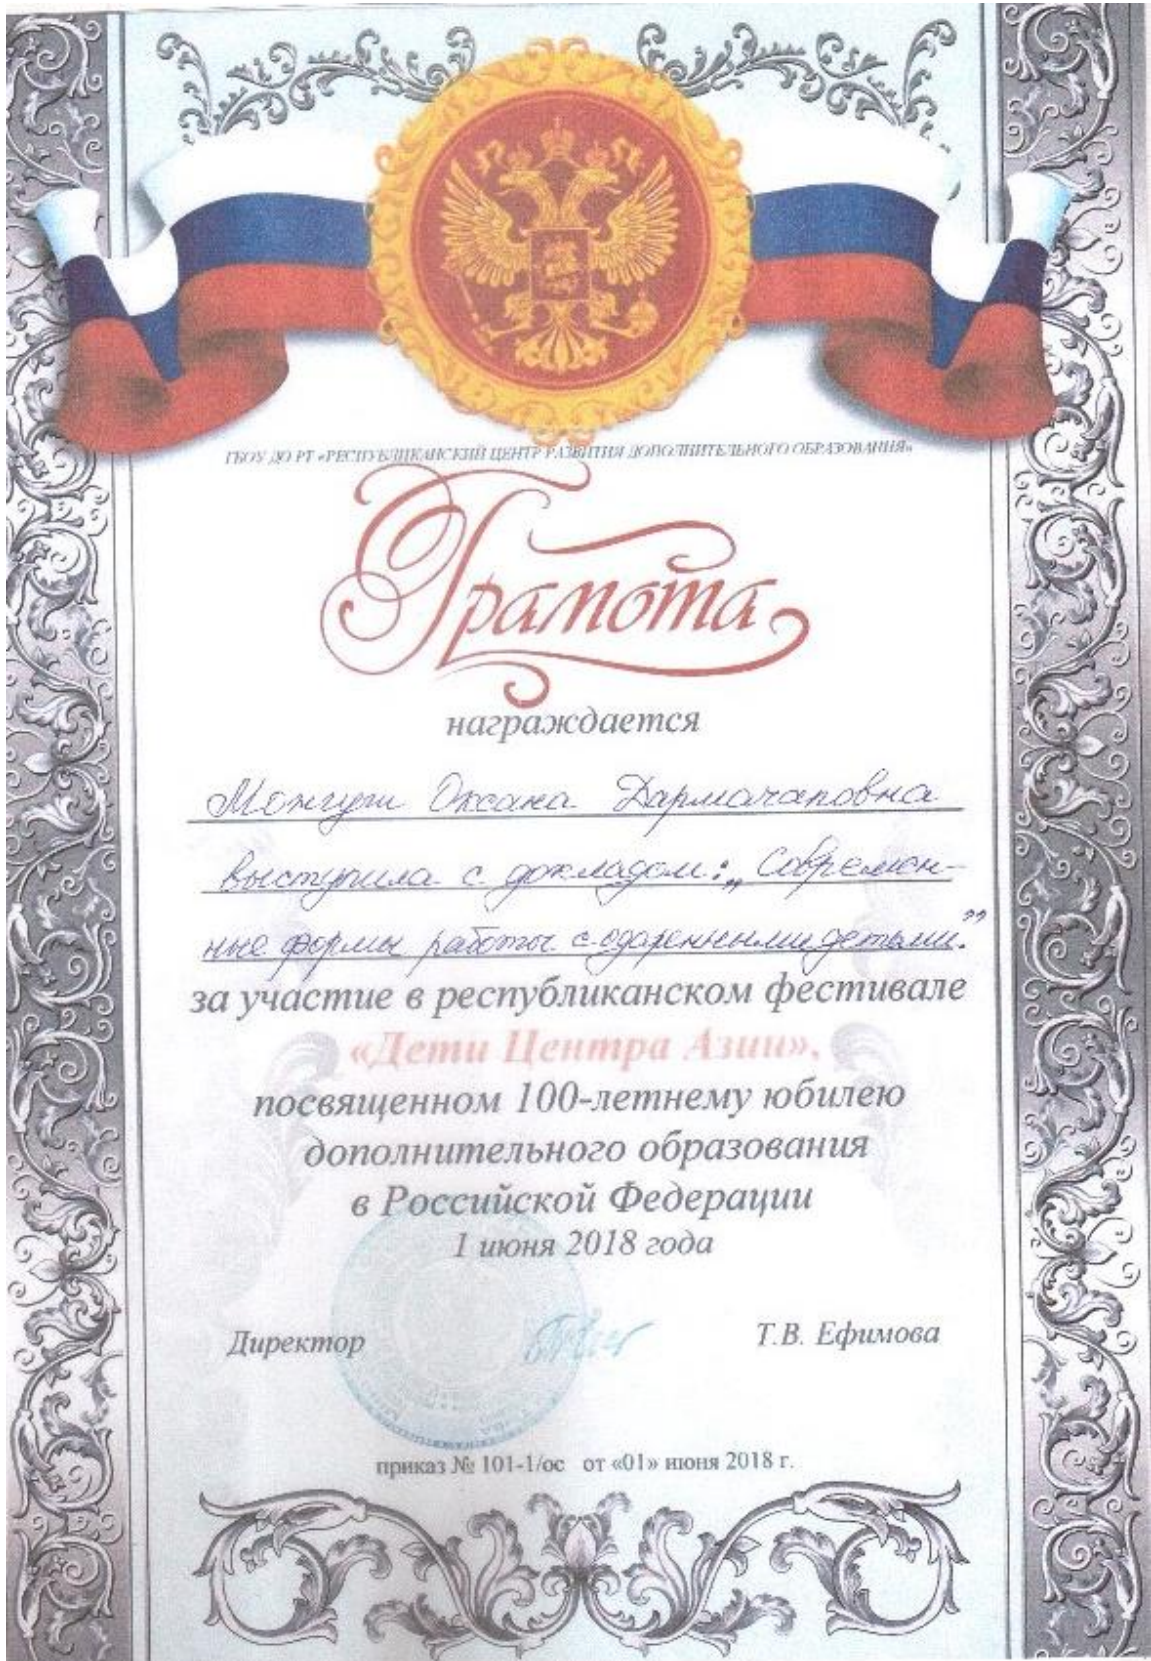 ГБОУ ДО РТ «РЕСПУБЛИКАНСКИЙ ЦЕНТР РАЗВИТИЯ ДОПОЛНИТЕЛЬНОГО ОБРАЗОВАНИЯ»
Грамота
награждается
Монгуш Оксана Дармачаповна
выступила с докладом: „Современ-
ные формы работы с одаренными детьми.”
за участие в республиканском фестивале
«Дети Центра Азии»,
посвященном 100-летнему юбилею
дополнительного образования
в Российской Федерации
1 июня 2018 года
Директор Т.В. Ефимова
приказ № 101-1/ос от «01» июня 2018 г.